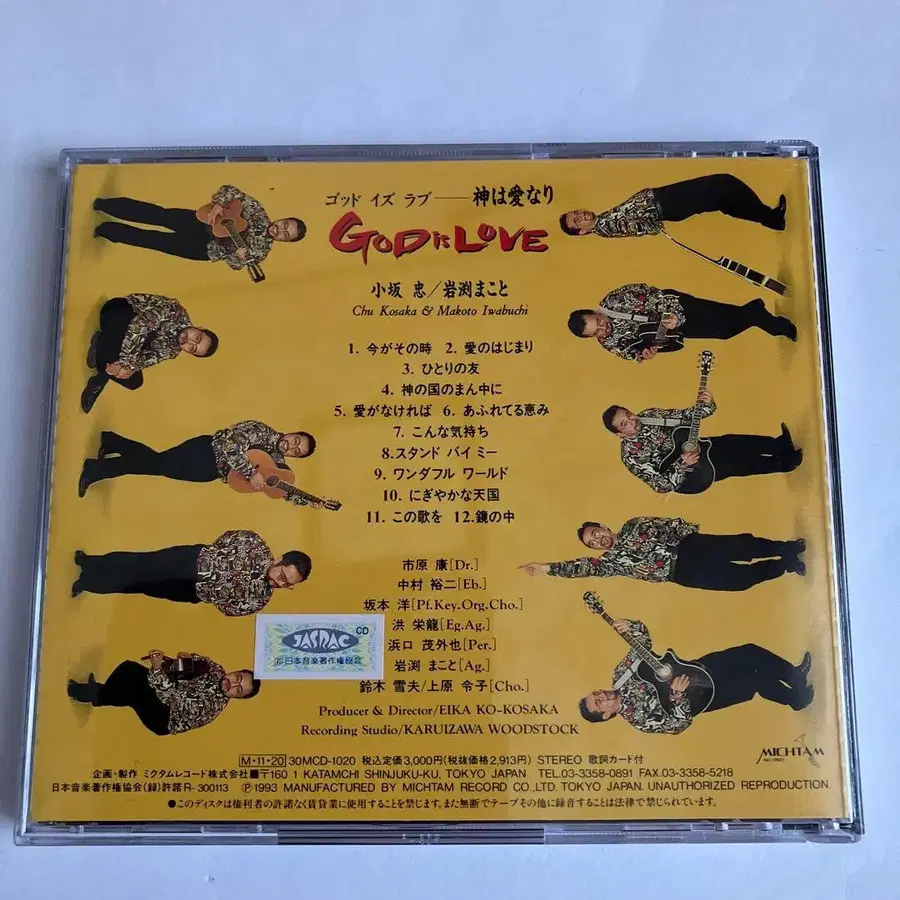 ゴッド イズ ラブ――神は愛なり
GOD is LOVE
小坂 忠/岩渕まこと
Chu Kosaka & Makoto Iwabuchi
1. 今がその時 2. 愛のはじまり
3. ひとりの友
4. 神の国のまん中に
5. 愛がなければ 6. あふれてる恵み
7. こんな気持ち
8. スタンド バイ ミー
9. ワンダフル ワールド
10. にぎやかな天国
11. この歌を 12. 鏡の中
市原 康[Dr.]
中村 裕二[Eb.]
坂本 洋[Pf.Key.Org.Cho.]
洪 栄龍[Eg.Ag.]
浜口 茂外也[Per.]
岩渕 まこと[Ag.]
鈴木 雪夫/上原 令子[Cho.]
JASRAC
CD
日本音楽著作権協会
Producer & Director/EIKA KO-KOSAKA
Recording Studio/KARUIZAWA WOODSTOCK
MICHTAM
RECORDS
M・11・20 30MCD-1020 税込定価3,000円(税抜価格2,913円) STEREO 歌詞カード付
企画・製作 ミクタムレコード株式会社■〒160 1 KATAMCHI SHINJUKU-KU, TOKYO JAPAN TEL.03-3358-0891 FAX.03-3358-5218
日本音楽著作権協会(録)許諾R-300113 Ⓟ1993 MANUFACTURED BY MICHTAM RECORD CO.,LTD. TOKYO JAPAN. UNAUTHORIZED REPRODUCTION.
●このディスクは権利者の許諾なく賃貸業に使用することを禁じます。また無断でテープその他に録音することは法律で禁じられています。